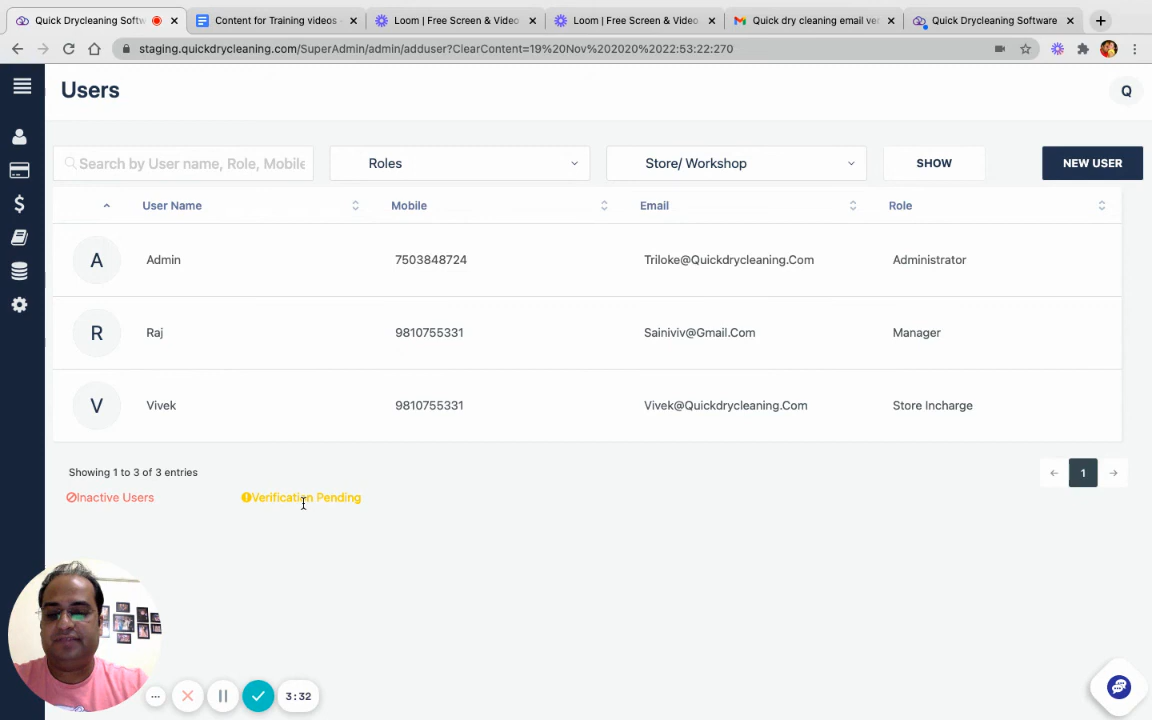 Quick Drycleaning Softw
Content for Training videos -
Loom | Free Screen & Video
Loom | Free Screen & Video
Quick dry cleaning email ver
Quick Drycleaning Software
staging.quickdrycleaning.com/SuperAdmin/admin/adduser?ClearContent=19%20Nov%202020%2022:53:22:270
Users
Q
Search by User name, Role, Mobile
Roles
Store/ Workshop
SHOW
NEW USER
User Name Mobile Email Role
A Admin 7503848724 Triloke@Quickdrycleaning.Com Administrator
R Raj 9810755331 Sainiviv@Gmail.Com Manager
V Vivek 9810755331 Vivek@Quickdrycleaning.Com Store Incharge
Showing 1 to 3 of 3 entries
1
Inactive Users
Verification Pending
3:32